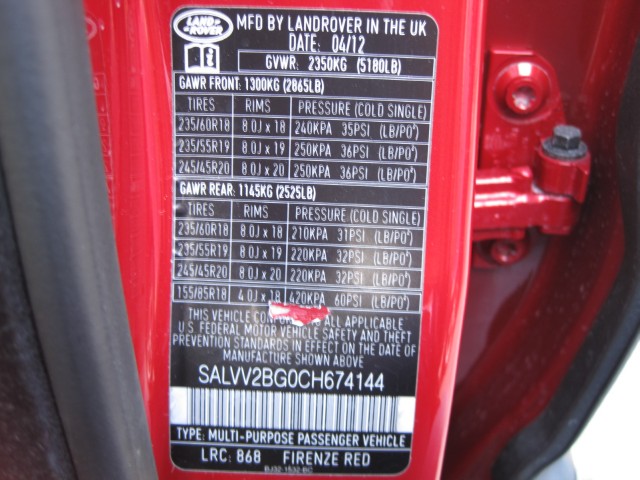 LAND
ROVER
MFD BY LANDROVER IN THE UK
DATE: 04/12
GVWR: 2350KG (5180LB)
GAWR FRONT: 1300KG (2865LB)
TIRES RIMS PRESSURE (COLD SINGLE)
235/60R18 8.0J x 18 240KPA 35PSI (LB/PO²)
235/55R19 8.0J x 19 250KPA 36PSI (LB/PO²)
245/45R20 8.0J x 20 250KPA 36PSI (LB/PO²)
GAWR REAR: 1145KG (2525LB)
TIRES RIMS PRESSURE (COLD SINGLE)
235/60R18 8.0J x 18 210KPA 31PSI (LB/PO²)
235/55R19 8.0J x 19 220KPA 32PSI (LB/PO²)
245/45R20 8.0J x 20 220KPA 32PSI (LB/PO²)
155/85R18 4.0J x 18 420KPA 60PSI (LB/PO²)
THIS VEHICLE TO ALL APPLICABLE
U.S. FEDERAL MOTOR VEHICLE SAFETY AND THEFT
PREVENTION STANDARDS IN EFFECT ON THE DATE
OF MANUFACTURE SHOWN ABOVE
SALVV2BG0CH674144
TYPE: MULTI-PURPOSE PASSENGER VEHICLE
LRC: 868 FIRENZE RED
BJ32-1532-BC